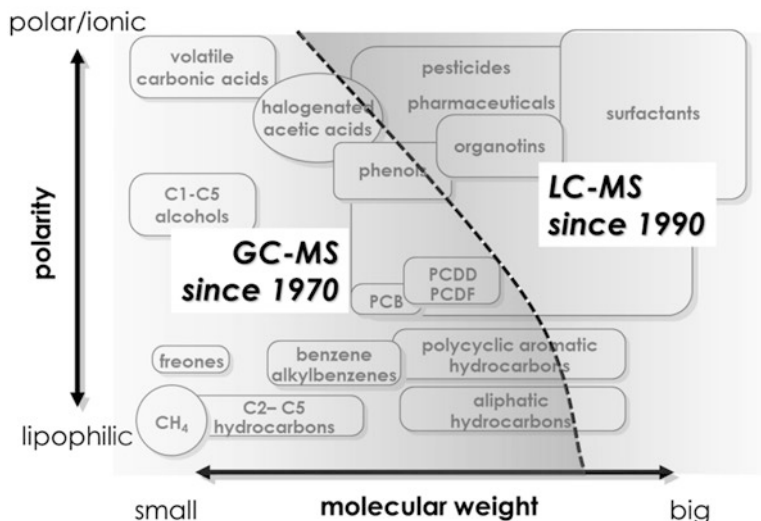 polar/ionic
volatile
carbonic acids
pesticides
pharmaceuticals
surfactants
halogenated
acetic acids
organotins
phenols
C1-C5
alcohols
LC-MS
since 1990
polarity
GC-MS
since 1970
PCDD
PCDF
PCB
freones
benzene
alkylbenzenes
polycyclic aromatic
hydrocarbons
CH4
C2– C5
hydrocarbons
aliphatic
hydrocarbons
lipophilic
small
molecular weight
big